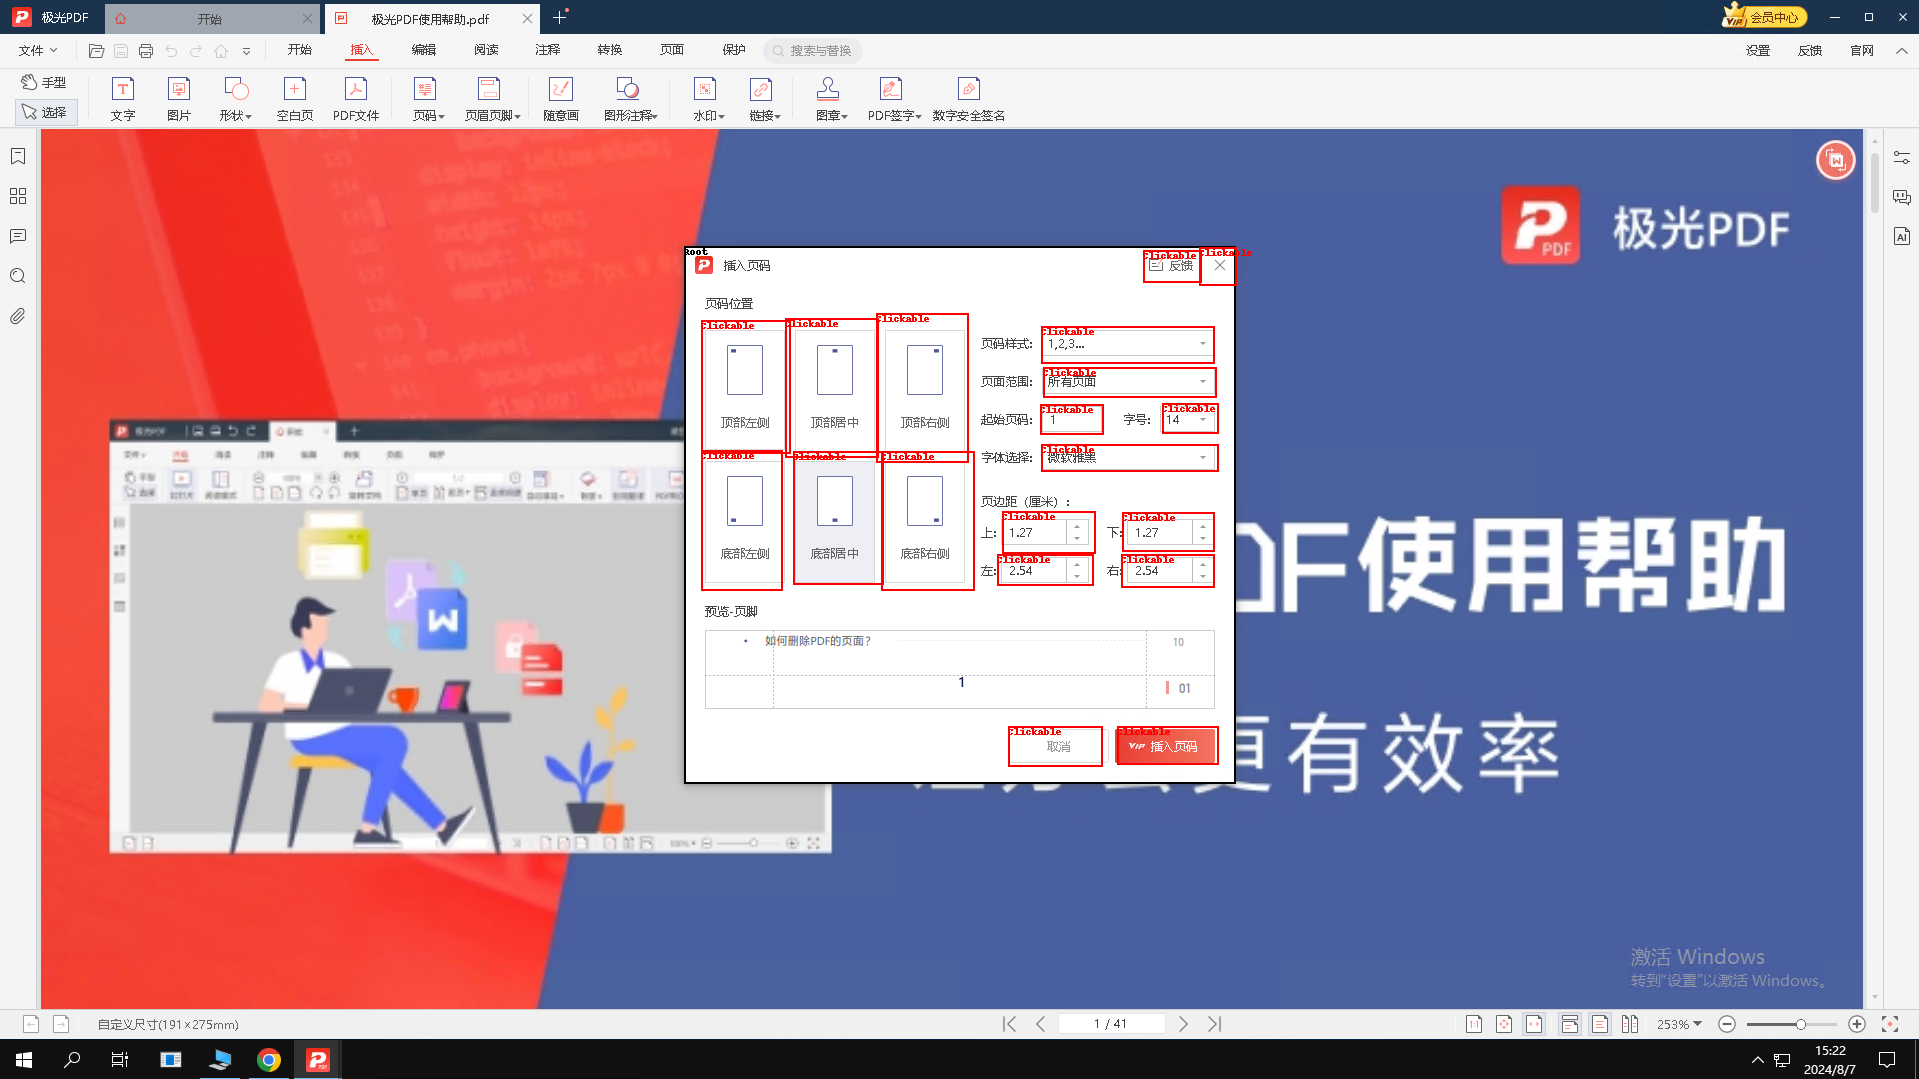 极光PDF
开始
极光PDF使用帮助.pdf
会员中心
文件
开始
插入
编辑
阅读
注释
转换
页面
保护
搜索与替换
设置
反馈
官网
手型
选择
文字
图片
形状
空白页
PDF文件
页码
页眉页脚
随意画
图形注释
水印
链接
图章
PDF签字
数字安全签名
极光PDF
PDF
Root
插入页码
Clickable
反馈
Clickable
页码位置
Clickable
顶部左侧
Clickable
顶部居中
Clickable
顶部右侧
Clickable
底部左侧
Clickable
底部居中
Clickable
底部右侧
页码样式:
Clickable
1,2,3...
页面范围:
Clickable
所有页面
起始页码:
Clickable
1
字号:
Clickable
14
字体选择:
Clickable
微软雅黑
页边距（厘米）:
上:
Clickable
1.27
下:
Clickable
1.27
左:
Clickable
2.54
右:
Clickable
2.54
预览-页脚
• 如何删除PDF的页面?
10
1
01
Clickable
取消
Clickable
VIP 插入页码
DF使用帮助
更有效率
激活 Windows
转到"设置"以激活 Windows。
自定义尺寸(191×275mm)
1 / 41
253%
15:22
2024/8/7